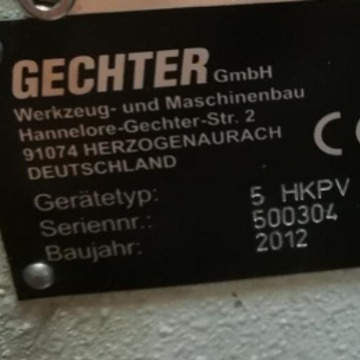 GECHTER GmbH
Werkzeug- und Maschinenbau
Hannelore-Gechter-Str. 2
91074 HERZOGENAURACH
DEUTSCHLAND
Gerätetyp: 5 HKPV
Seriennr.: 500304
Baujahr: 2012